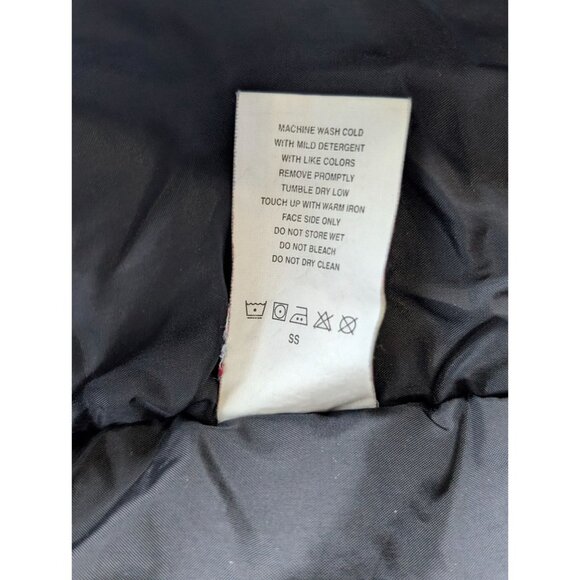 MACHINE WASH COLD
WITH MILD DETERGENT
WITH LIKE COLORS
REMOVE PROMPTLY
TUMBLE DRY LOW
TOUCH UP WITH WARM IRON
FACE SIDE ONLY
DO NOT STORE WET
DO NOT BLEACH
DO NOT DRY CLEAN
SS